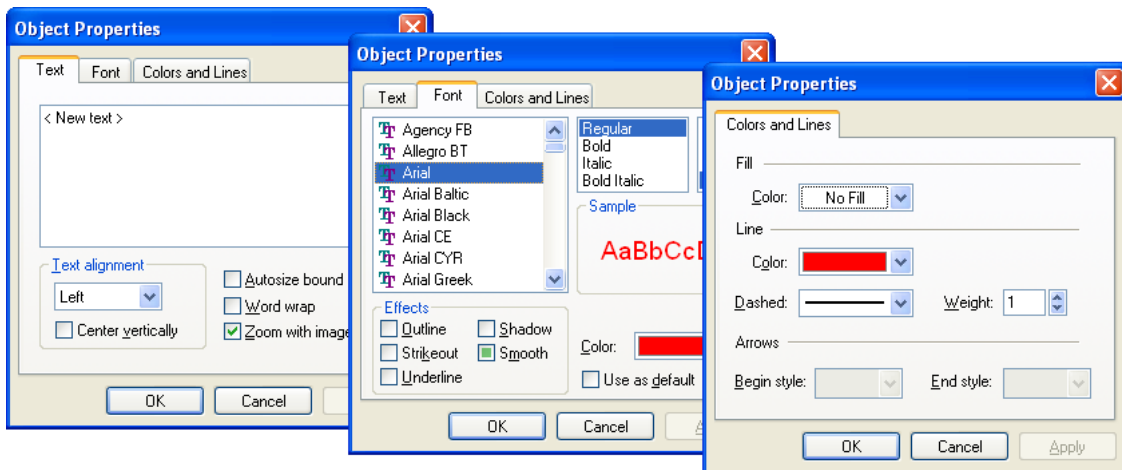 Object Properties
Text Font Colors and Lines
< New text >
Text alignment
Left
Center vertically
Autosize bound
Word wrap
Zoom with image
OK Cancel
Object Properties
Text Font Colors and Lines
Agency FB
Allegro BT
Arial
Arial Baltic
Arial Black
Arial CE
Arial CYR
Arial Greek
Regular
Bold
Italic
Bold Italic
Sample
AaBbCc
Effects
Outline Shadow
Strikeout Smooth
Underline
Color:
Use as default
OK Cancel
Object Properties
Colors and Lines
Fill
Color: No Fill
Line
Color:
Dashed: Weight: 1
Arrows
Begin style: End style:
OK Cancel Apply